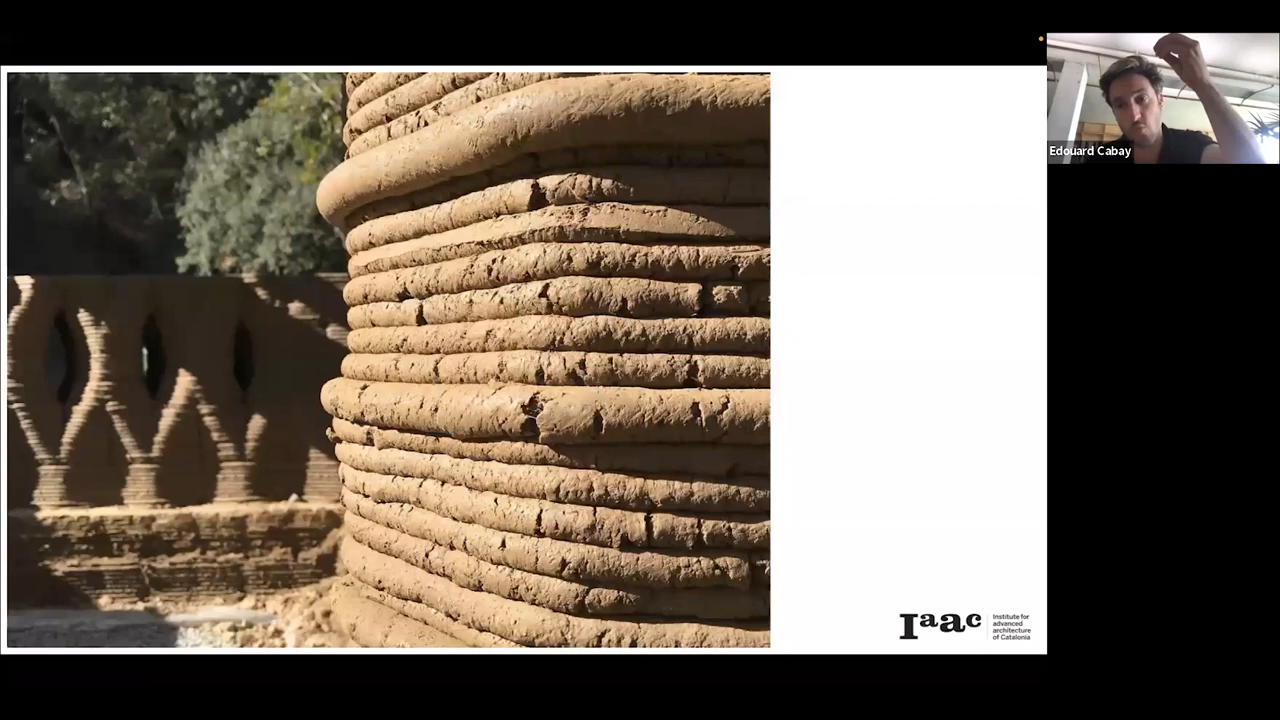 Edouard Cabay
Iaac
Institute for
advanced
architecture
of Catalonia